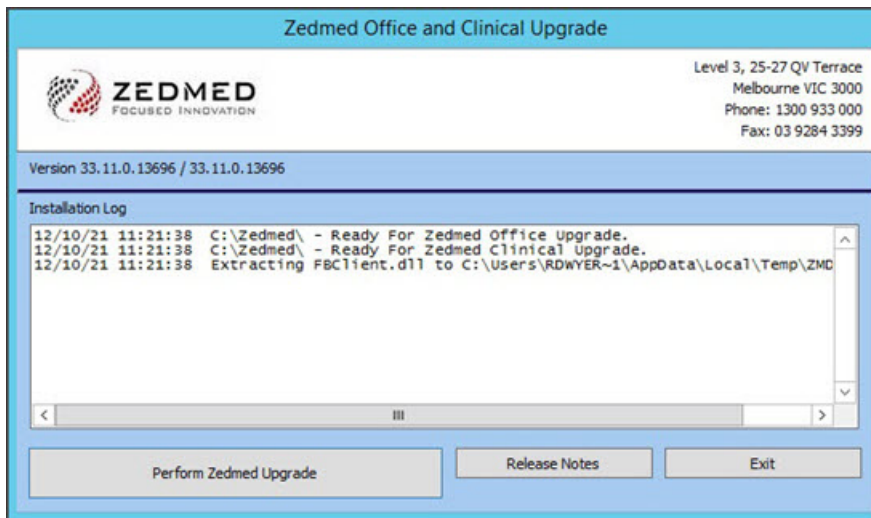 Zedmed Office and Clinical Upgrade
ZEDMED
FOCUSED INNOVATION
Level 3, 25-27 QV Terrace
Melbourne VIC 3000
Phone: 1300 933 000
Fax: 03 9284 3399
Version 33.11.0.13696 / 33.11.0.13696
Installation Log
12/10/21 11:21:38 C:\Zedmed\ - Ready For Zedmed Office Upgrade.
12/10/21 11:21:38 C:\Zedmed\ - Ready For Zedmed Clinical Upgrade.
12/10/21 11:21:38 Extracting FBClient.dll to C:\Users\RDWYER~1\AppData\Local\Temp\ZMD
Perform Zedmed Upgrade
Release Notes
Exit